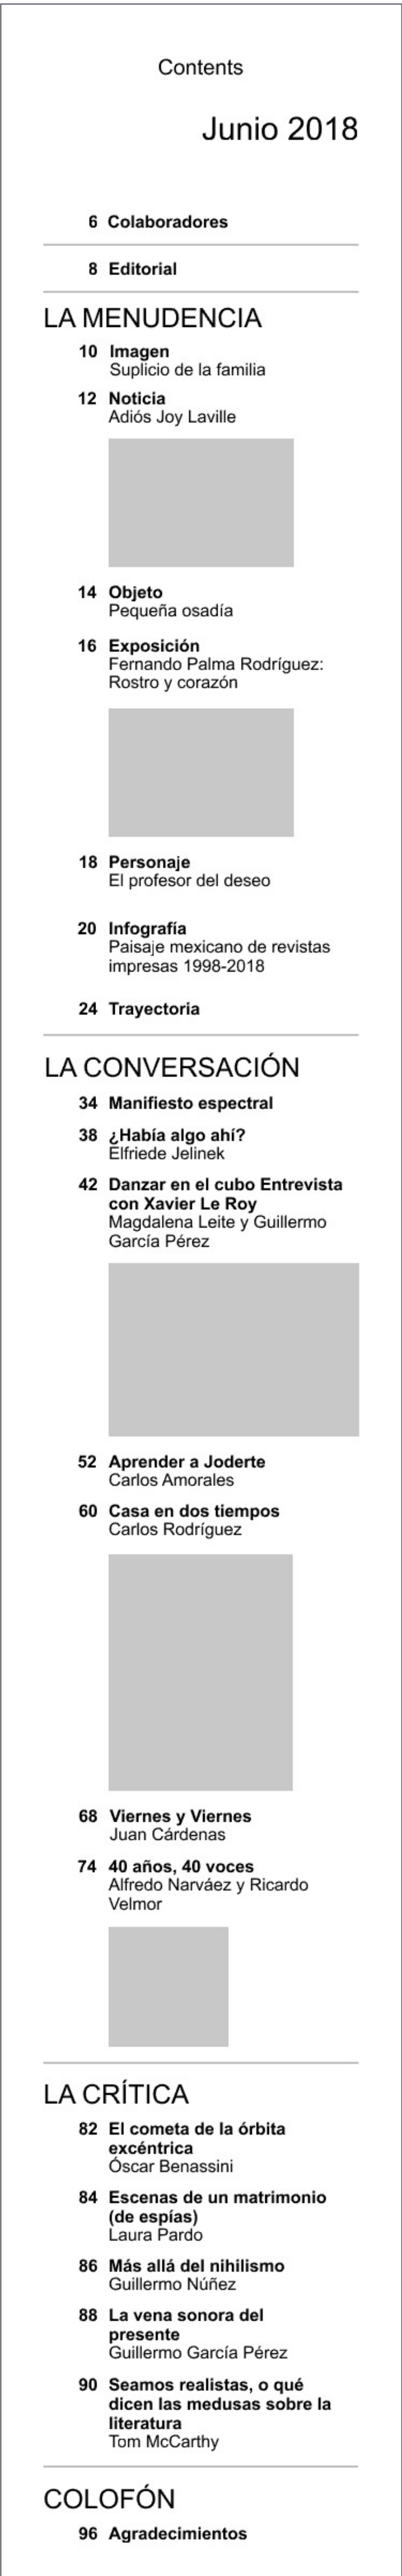 Contents
Junio 2018
6 Colaboradores
8 Editorial
LA MENUDENCIA
10 Imagen
Suplicio de la familia
12 Noticia
Adiós Joy Laville
14 Objeto
Pequeña osadía
16 Exposición
Fernando Palma Rodríguez:
Rostro y corazón
18 Personaje
El profesor del deseo
20 Infografía
Paisaje mexicano de revistas
impresas 1998-2018
24 Trayectoria
LA CONVERSACIÓN
34 Manifiesto espectral
38 ¿Había algo ahí?
Elfriede Jelinek
42 Danzar en el cubo Entrevista
con Xavier Le Roy
Magdalena Leite y Guillermo
García Pérez
52 Aprender a Joderte
Carlos Amorales
60 Casa en dos tiempos
Carlos Rodríguez
68 Viernes y Viernes
Juan Cárdenas
74 40 años, 40 voces
Alfredo Narváez y Ricardo
Velmor
LA CRÍTICA
82 El cometa de la órbita
excéntrica
Óscar Benassini
84 Escenas de un matrimonio
(de espías)
Laura Pardo
86 Más allá del nihilismo
Guillermo Núñez
88 La vena sonora del
presente
Guillermo García Pérez
90 Seamos realistas, o qué
dicen las medusas sobre la
literatura
Tom McCarthy
COLOFÓN
96 Agradecimientos